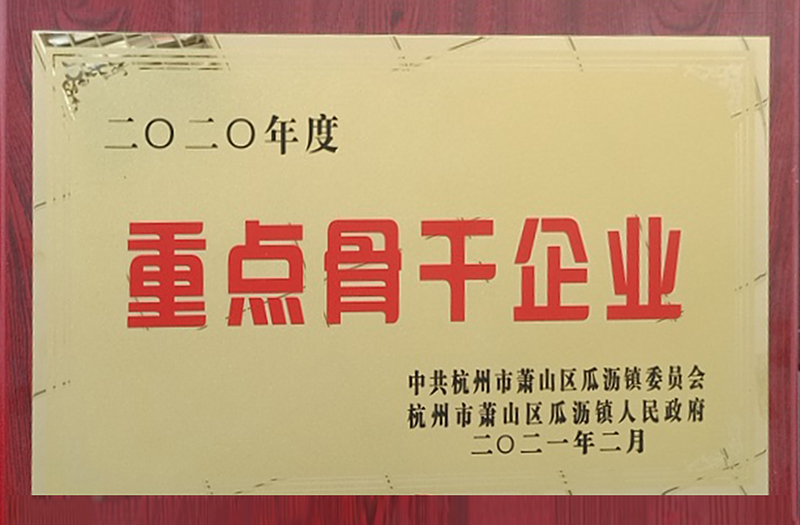 二〇二〇年度
重点骨干企业
中共杭州市萧山区瓜沥镇委员会
杭州市萧山区瓜沥镇人民政府
二〇二一年二月